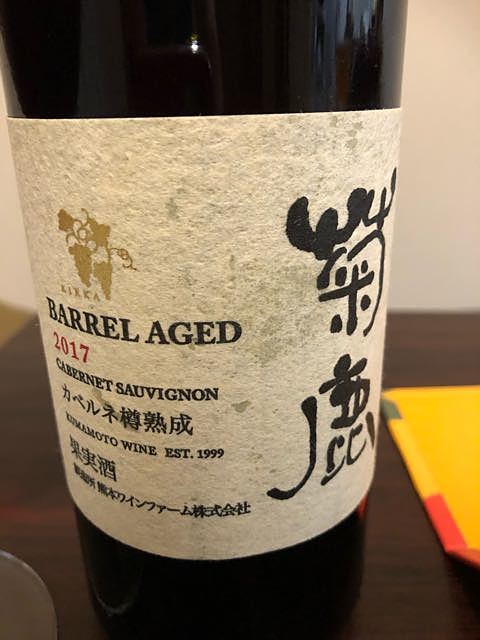 菊鹿
KIKKA
BARREL AGED
2017
CABERNET SAUVIGNON
カベルネ樽熟成
KUMAMOTO WINE EST. 1999
果実酒
製造所 熊本ワインファーム株式会社